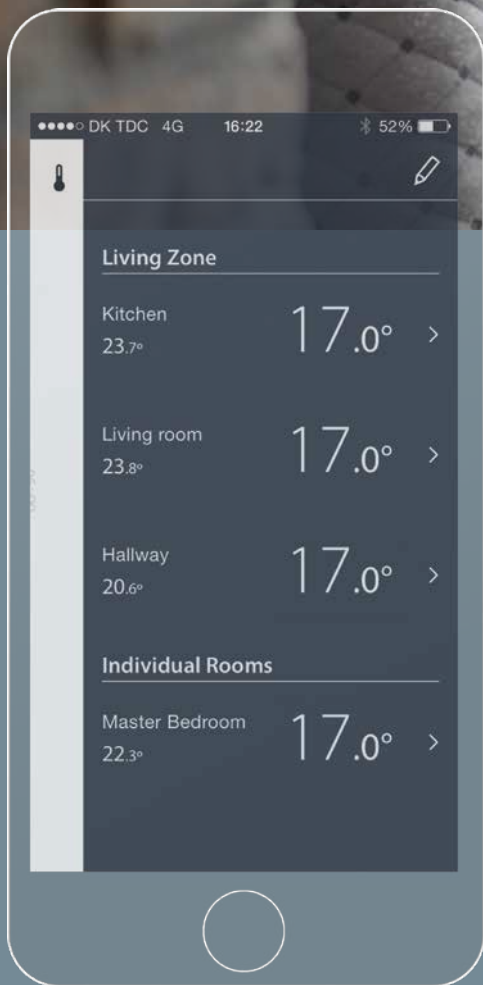 DK TDC 4G 16:22 52%
Living Zone
Kitchen
23.7°
17.0°
Living room
23.8°
17.0°
Hallway
20.6°
17.0°
Individual Rooms
Master Bedroom
22.3°
17.0°